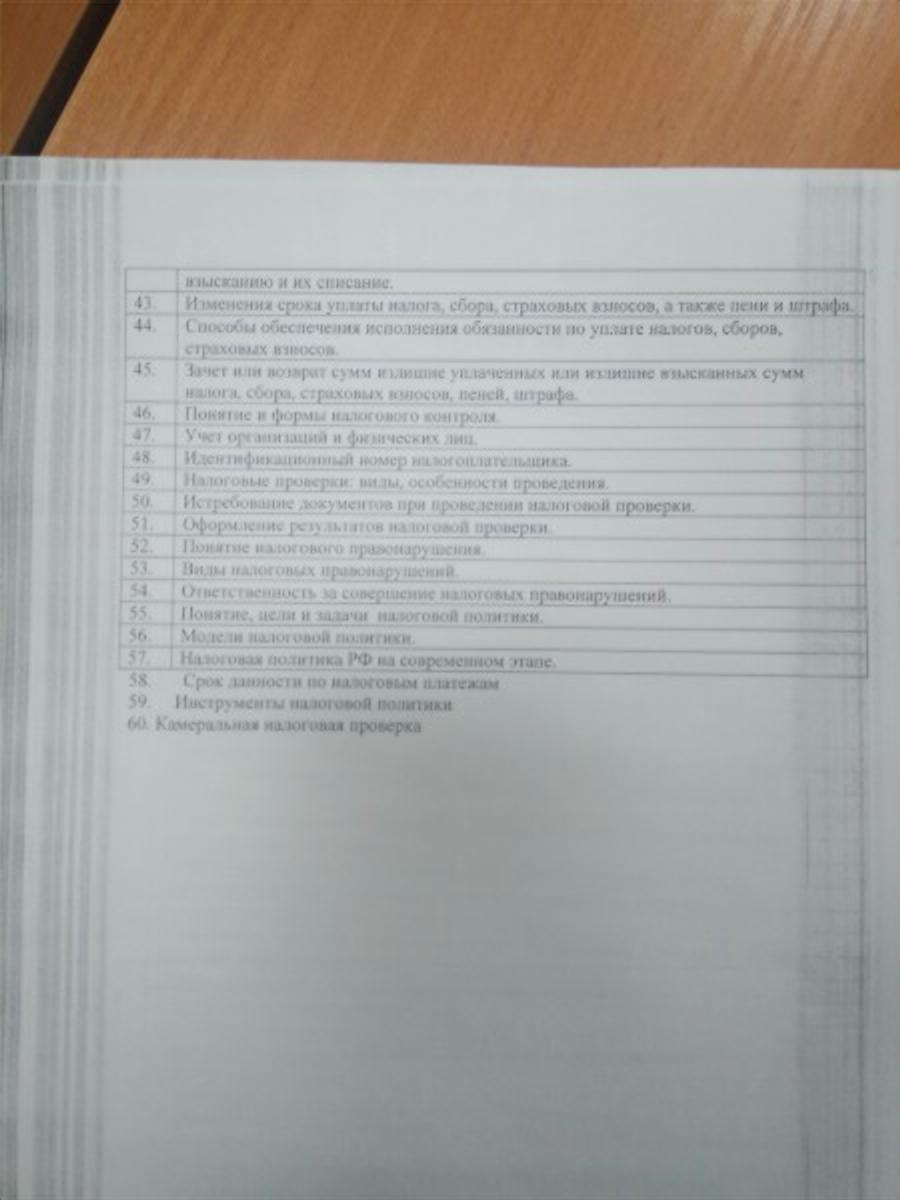 взысканию и их списание.
43. Изменения срока уплаты налога, сбора, страховых взносов, а также пени и штрафа.
44. Способы обеспечения исполнения обязанности по уплате налогов, сборов,
страховых взносов.
45. Зачет или возврат сумм излишне уплаченных или излишне взысканных сумм
налога, сбора, страховых взносов, пеней, штрафа.
46. Понятие и формы налогового контроля.
47. Учет организаций и физических лиц.
48. Идентификационный номер налогоплательщика.
49. Налоговые проверки: виды, особенности проведения.
50. Истребование документов при проведении налоговой проверки.
51. Оформление результатов налоговой проверки.
52. Понятие налогового правонарушения.
53. Виды налоговых правонарушений.
54. Ответственность за совершение налоговых правонарушений.
55. Понятие, цели и задачи налоговой политики.
56. Модели налоговой политики.
57. Налоговая политика РФ на современном этапе.
58. Срок давности по налоговым платежам
59. Инструменты налоговой политики
60. Камеральная налоговая проверка